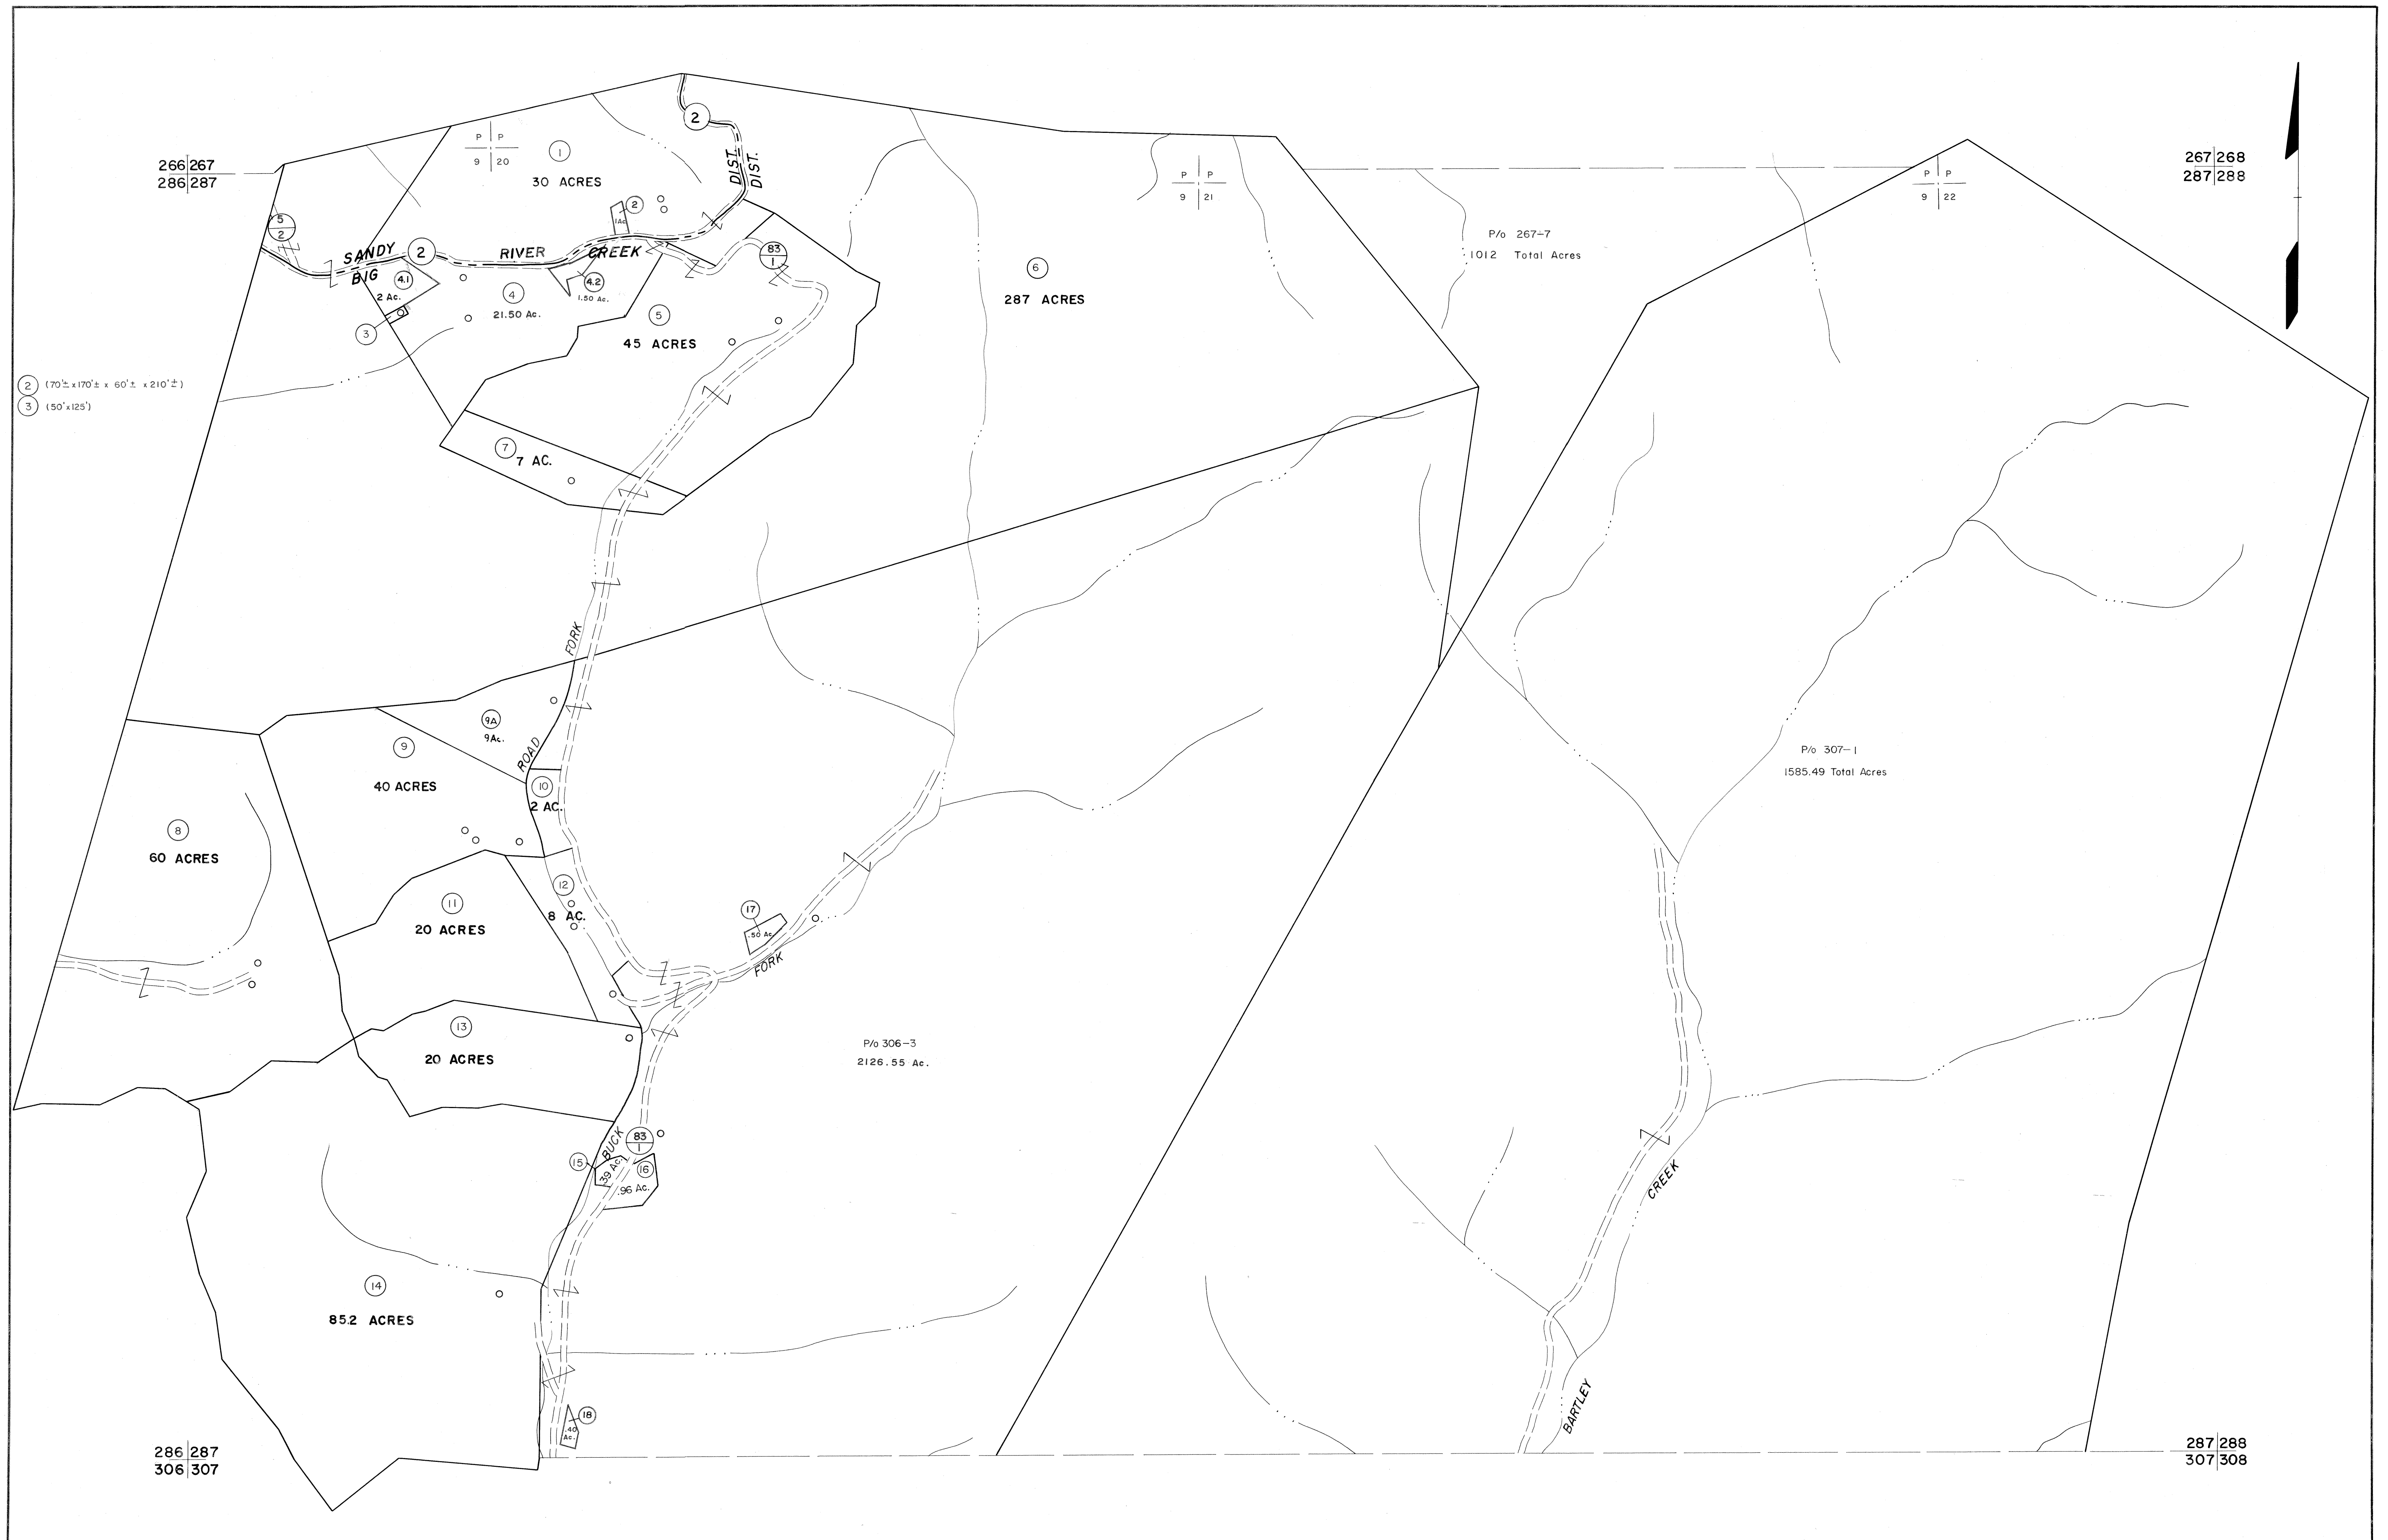 266 267
286 287
267 268
287 288
P P
9 20
1
30 ACRES
2
DIST.
DIST.
P P
9 21
P P
9 22
P/o 267-7
1012 Total Acres
5
2
2
SANDY
BIG
RIVER
CREEK
2
83
1
4.1
2 Ac.
4
21.50 Ac.
4.2
1.50 Ac.
3
5
45 ACRES
6
287 ACRES
2 (70'± x170'± x 60'± x210'±)
3 (50'x125')
7
7 AC.
FORK
ROAD
9A
9Ac.
9
40 ACRES
10
2 AC.
P/o 307-1
1585.49 Total Acres
8
60 ACRES
12
8 AC.
11
20 ACRES
17
.50 Ac.
FORK
13
20 ACRES
P/o 306-3
2126.55 Ac.
BUCK
83
1
15
.39 Ac.
16
.96 Ac.
CREEK
BARTLEY
14
85.2 ACRES
18
.40
Ac.
286 287
306 307
287 288
307 308